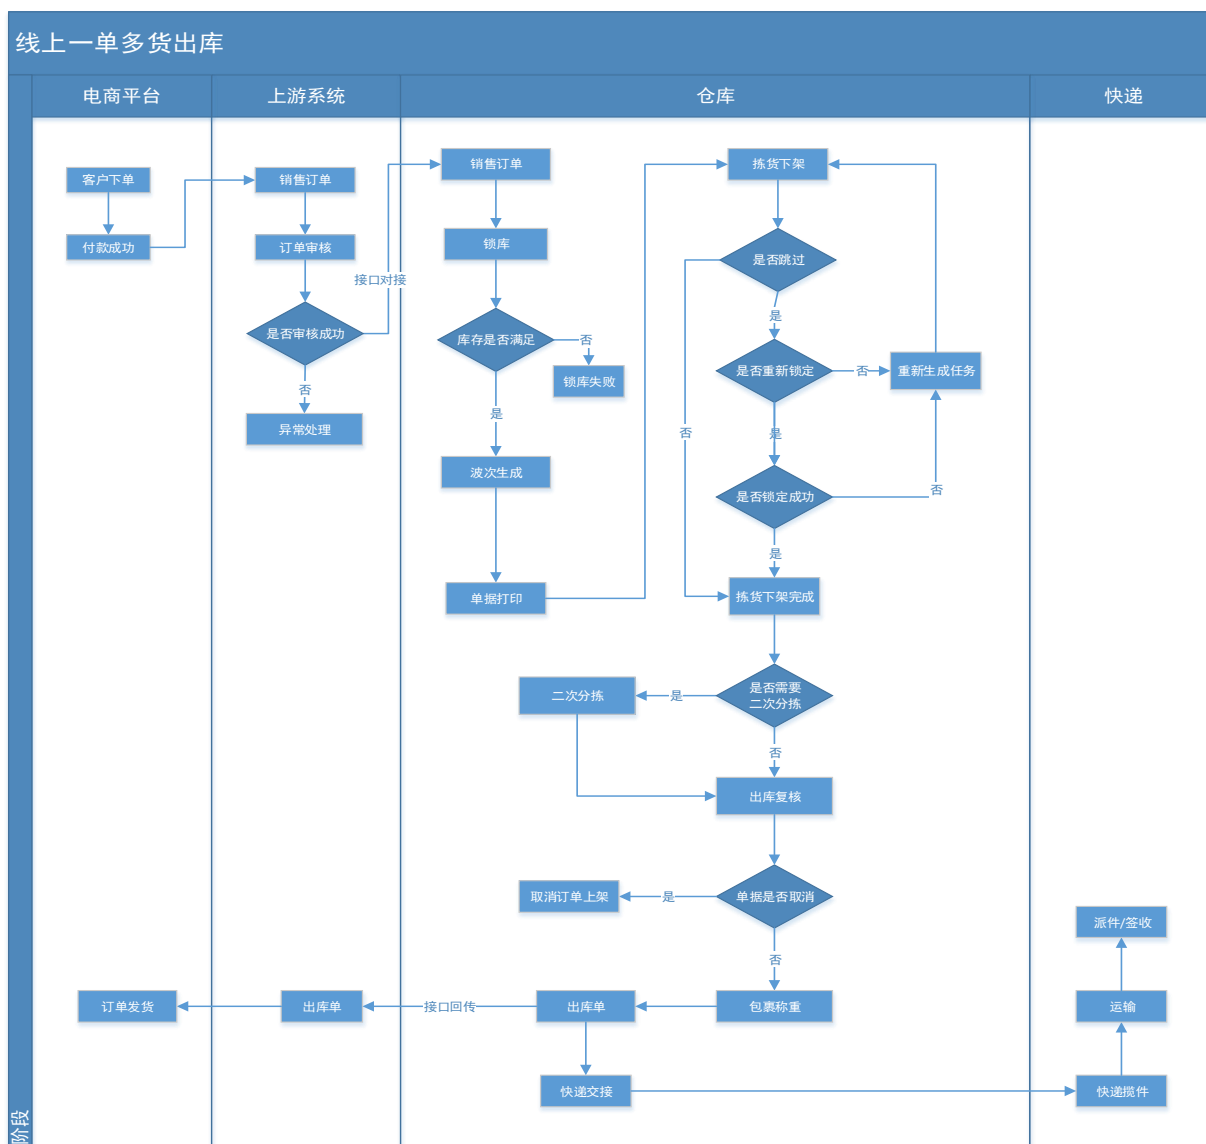 线上一单多货出库
电商平台
上游系统
仓库
快递
客户下单
付款成功
销售订单
订单审核
接口对接
是否审核成功
否
异常处理
销售订单
锁库
库存是否满足
否
锁库失败
是
波次生成
单据打印
拣货下架
是否跳过
是
是否重新锁定
否
重新生成任务
否
是
是否锁定成功
否
是
拣货下架完成
是否需要
二次分拣
是
二次分拣
否
出库复核
单据是否取消
是
取消订单上架
否
包裹称重
出库单
接口回传
出库单
订单发货
快递交接
快递揽件
运输
派件/签收
阶段